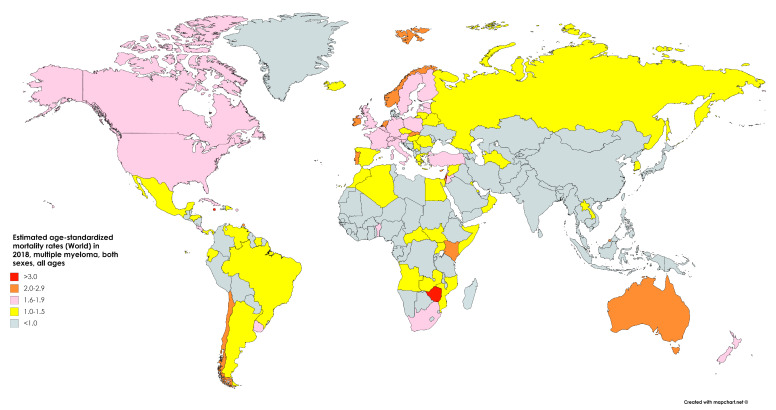 Estimated age-standardized
mortality rates (World) in
2018, multiple myeloma, both
sexes, all ages
>3.0
2.0-2.9
1.6-1.9
1.0-1.5
<1.0
Created with mapchart.net ©